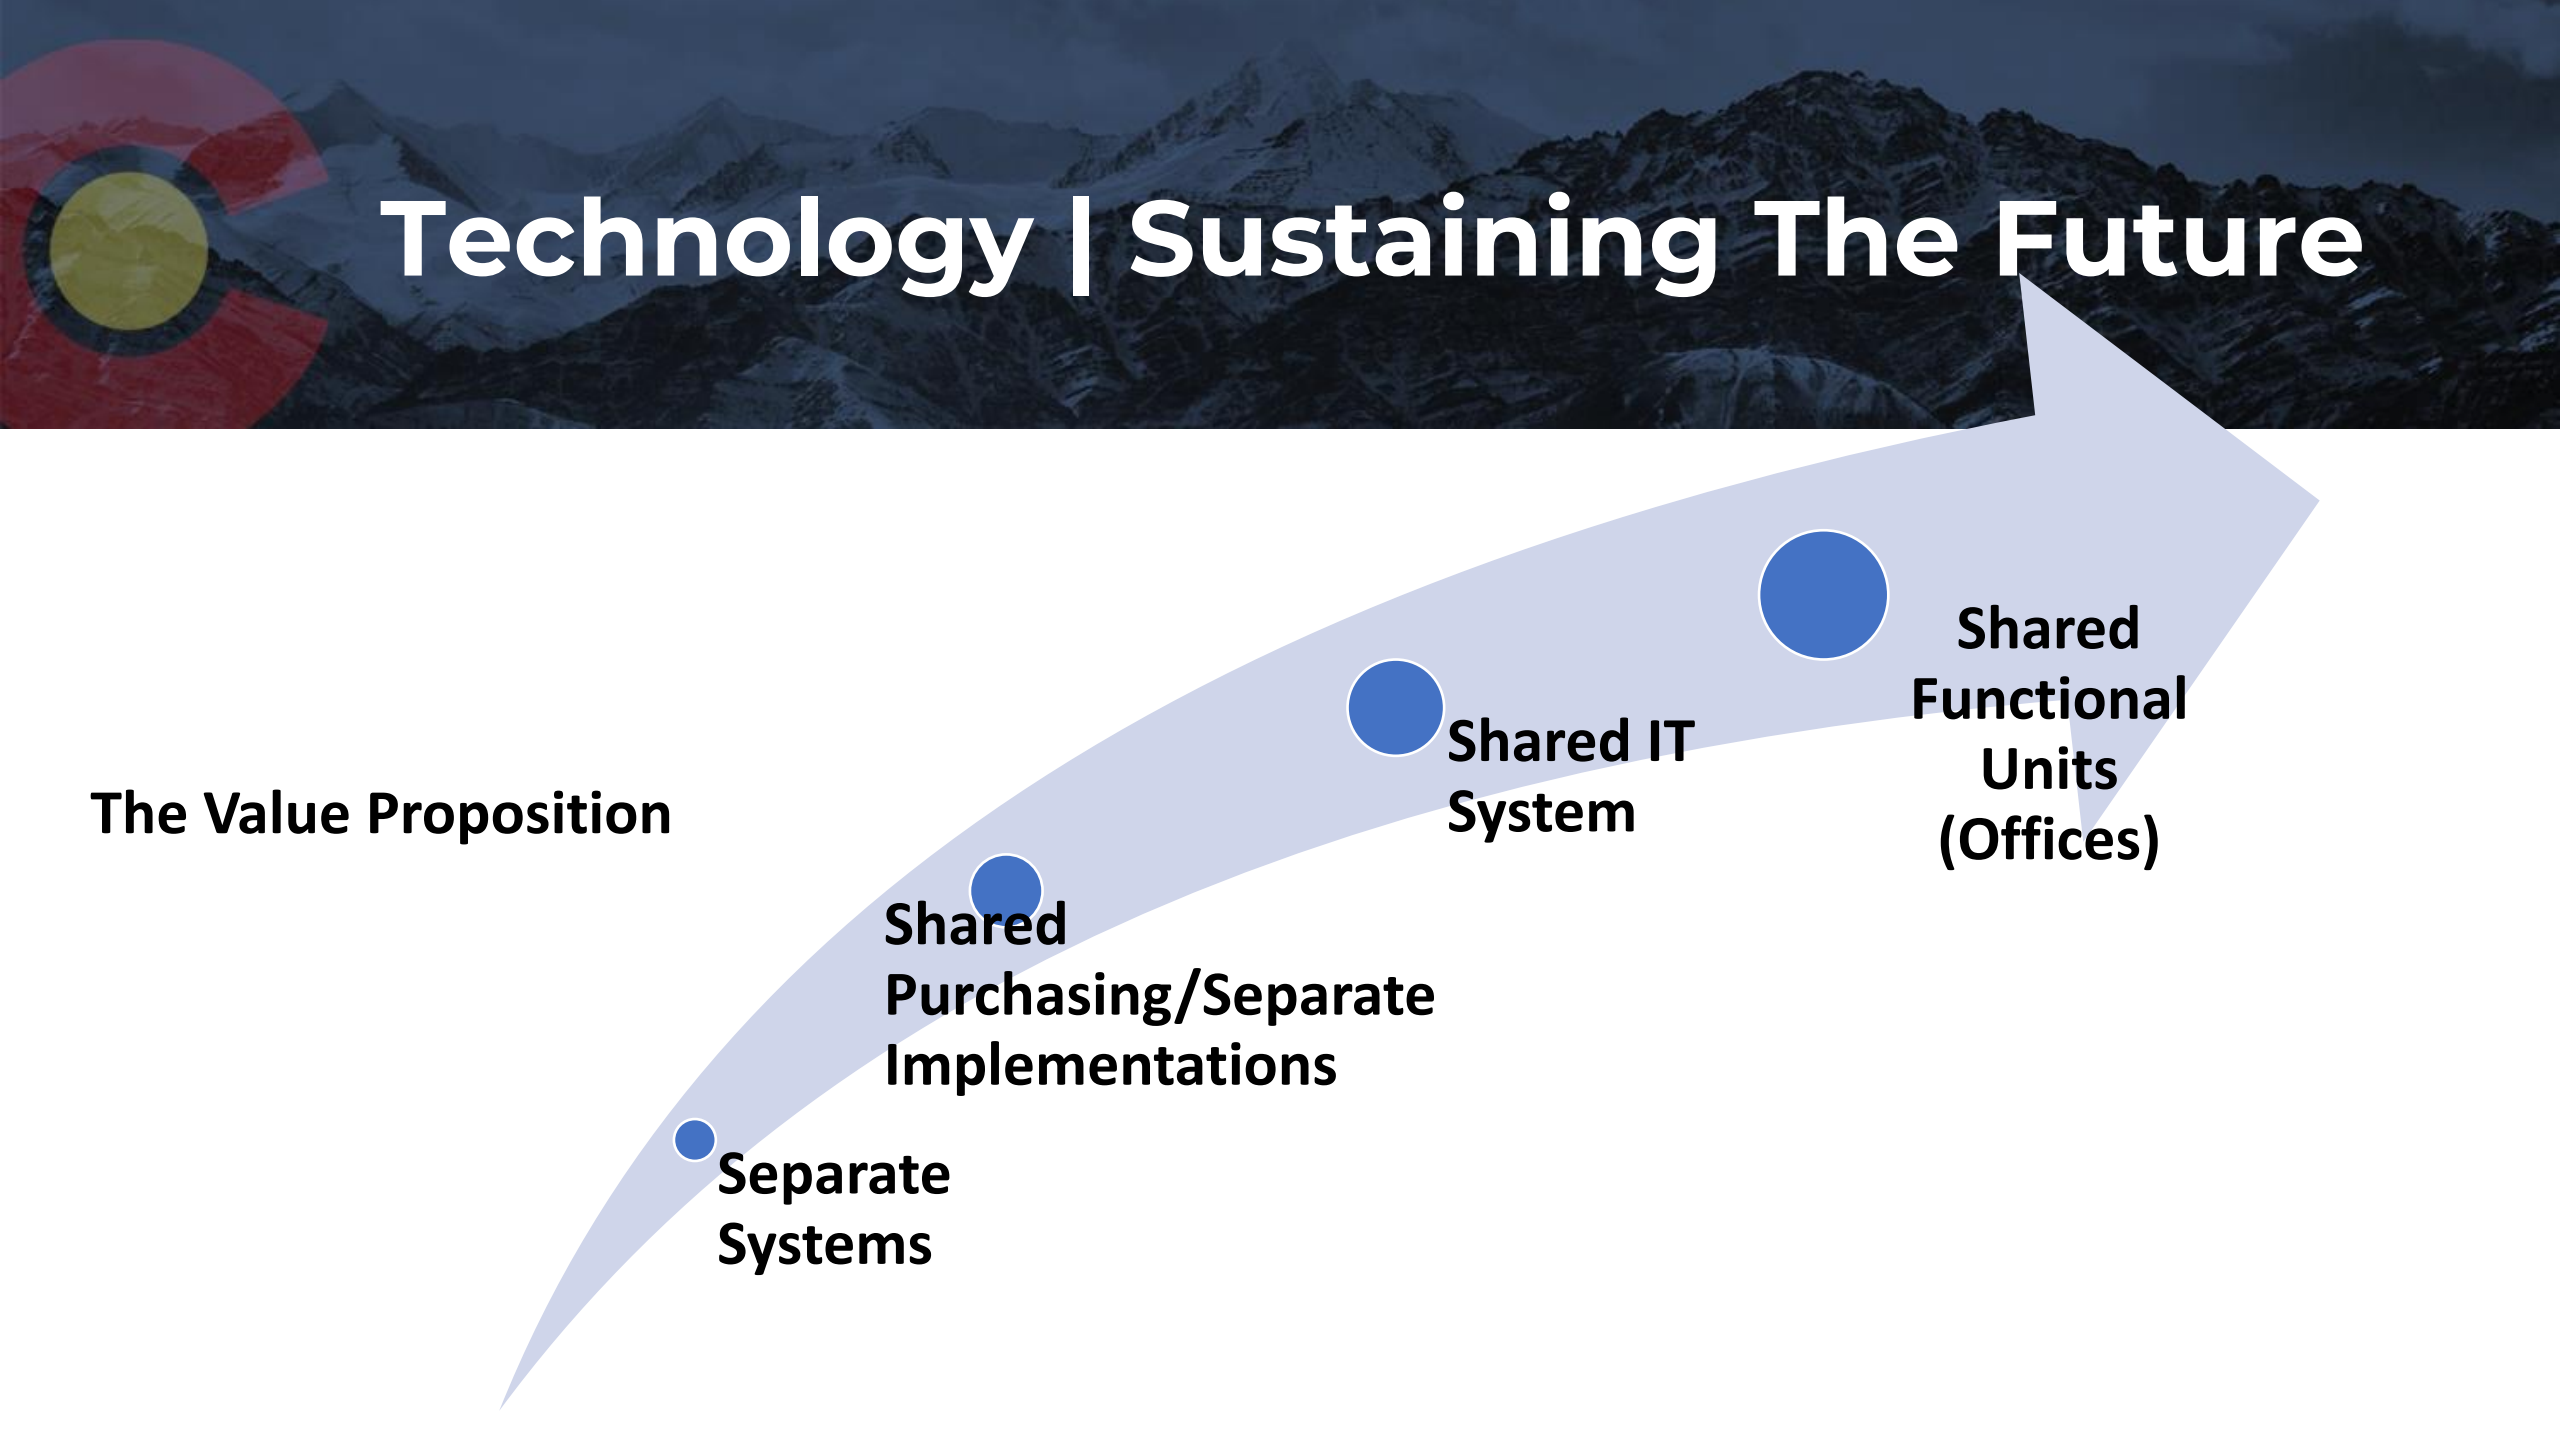 Technology | Sustaining The Future
The Value Proposition
Separate
Systems
Shared
Purchasing/Separate
Implementations
Shared IT
System
Shared
Functional
Units
(Offices)